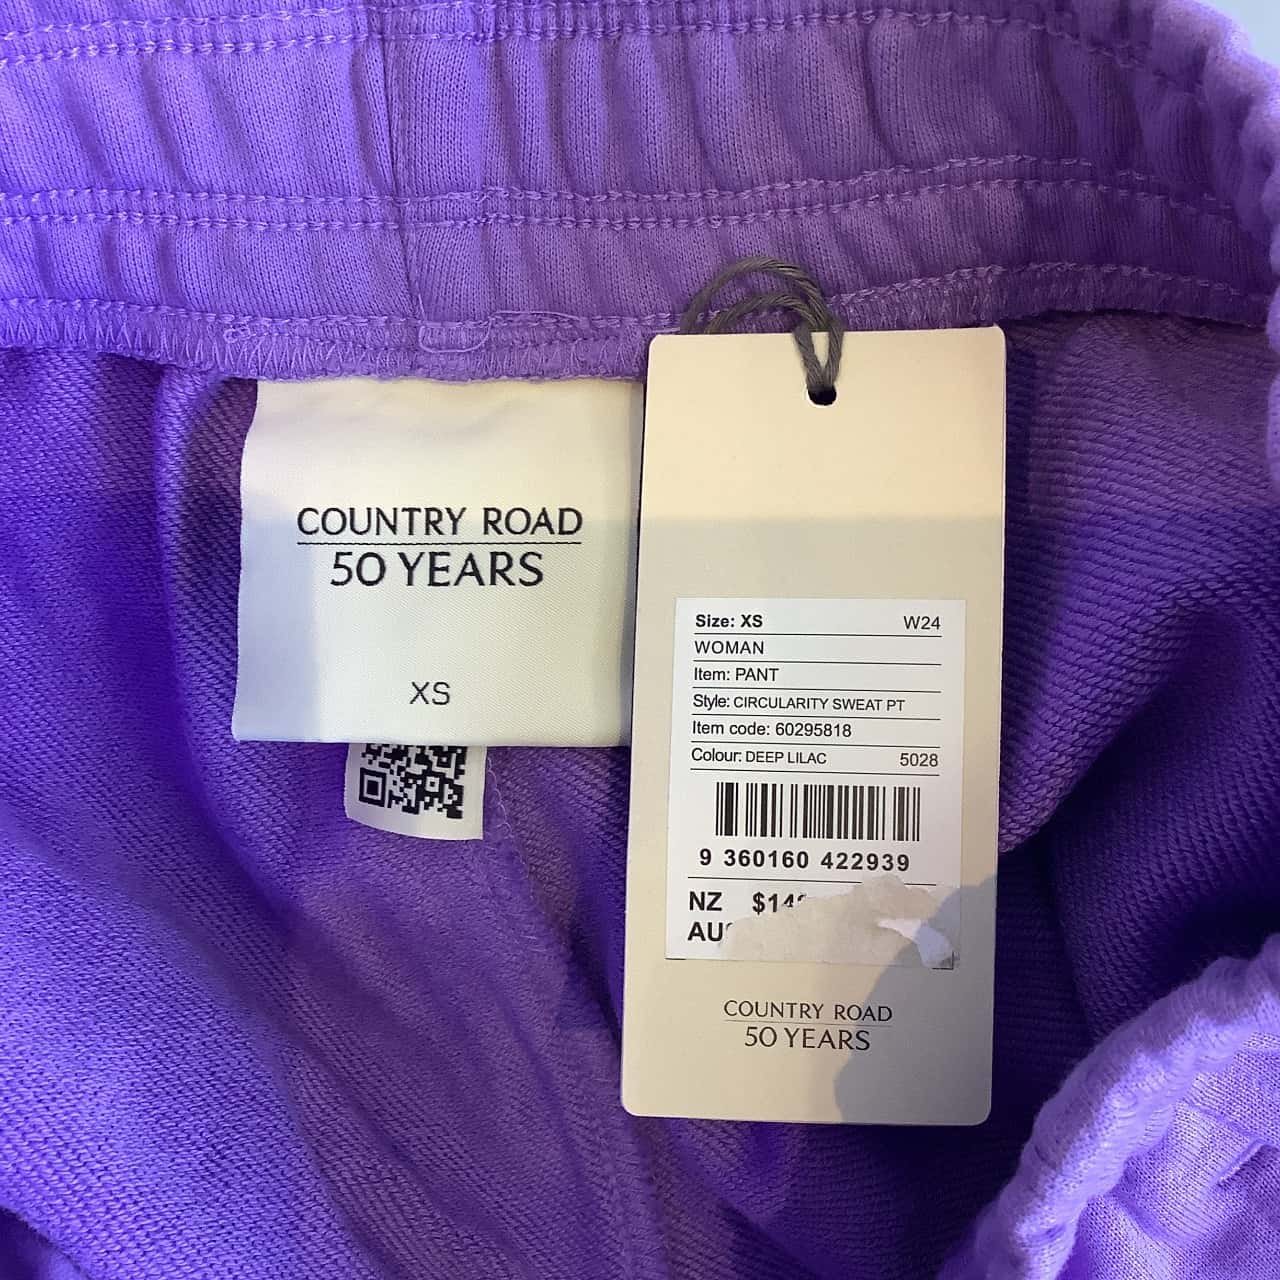 COUNTRY ROAD
50 YEARS
XS
Size: XS W24
WOMAN
Item: PANT
Style: CIRCULARITY SWEAT PT
Item code: 60295818
Colour: DEEP LILAC 5028
9 360160 422939
NZ
COUNTRY ROAD
50 YEARS